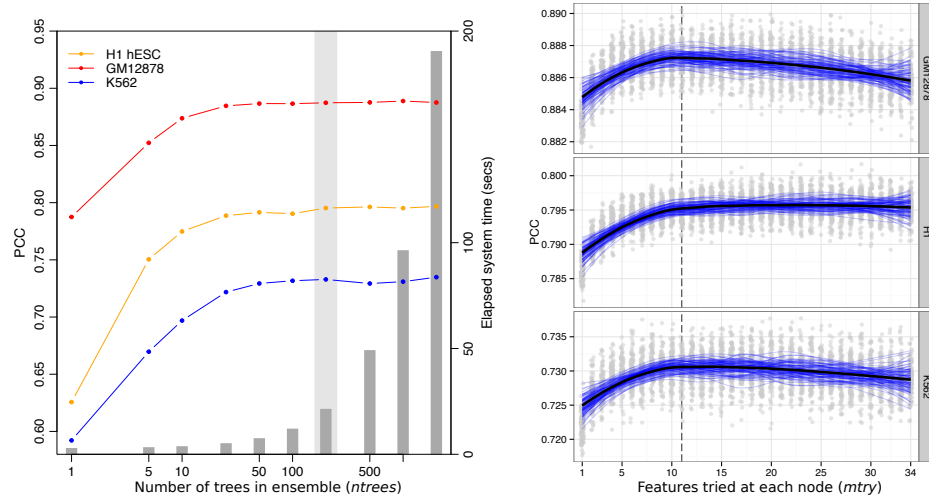 H1 hESC
GM12878
K562
PCC
0.95
0.90
0.85
0.80
0.75
0.70
0.65
0.60
200
100
50
0
Elapsed system time (secs)
1 5 10 50 100 500
Number of trees in ensemble (ntrees)
PCC
0.890
0.888
0.886
0.884
0.882
GM12878
0.800
0.795
0.790
0.785
H1
0.735
0.730
0.725
0.720
K562
1 5 10 15 20 25 30 34
Features tried at each node (mtry)